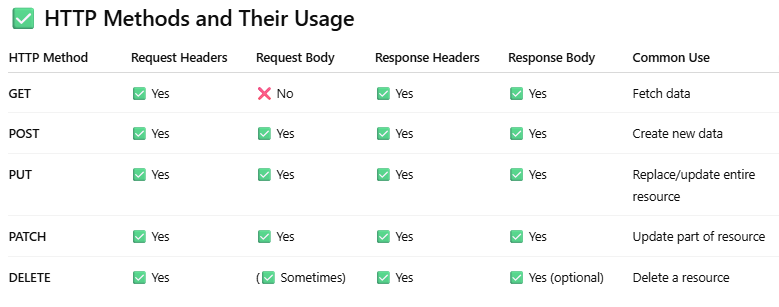 ✅ HTTP Methods and Their Usage
HTTP Method Request Headers Request Body Response Headers Response Body Common Use
GET ✅ Yes ❌ No ✅ Yes ✅ Yes Fetch data
POST ✅ Yes ✅ Yes ✅ Yes ✅ Yes Create new data
PUT ✅ Yes ✅ Yes ✅ Yes ✅ Yes Replace/update entire
resource
PATCH ✅ Yes ✅ Yes ✅ Yes ✅ Yes Update part of resource
DELETE ✅ Yes (✅ Sometimes) ✅ Yes ✅ Yes (optional) Delete a resource